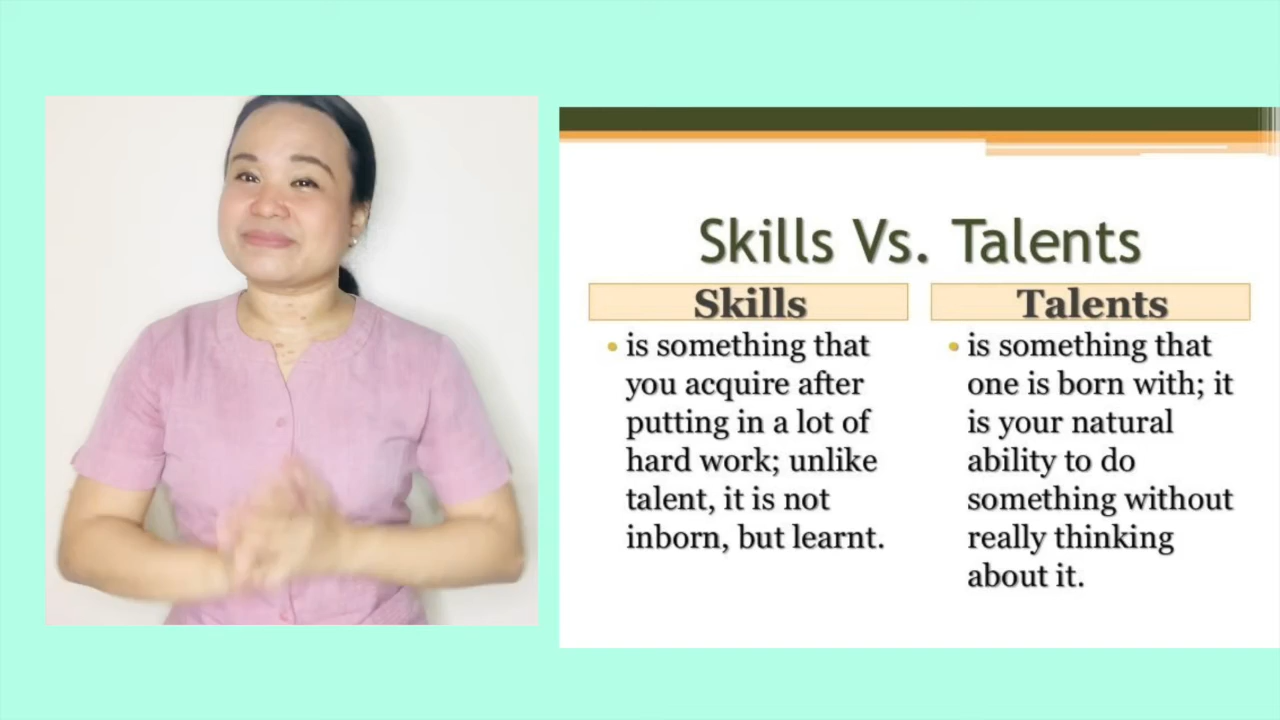 Skills Vs. Talents
Skills
is something that
you acquire after
putting in a lot of
hard work; unlike
talent, it is not
inborn, but learnt.
Talents
is something that
one is born with; it
is your natural
ability to do
something without
really thinking
about it.